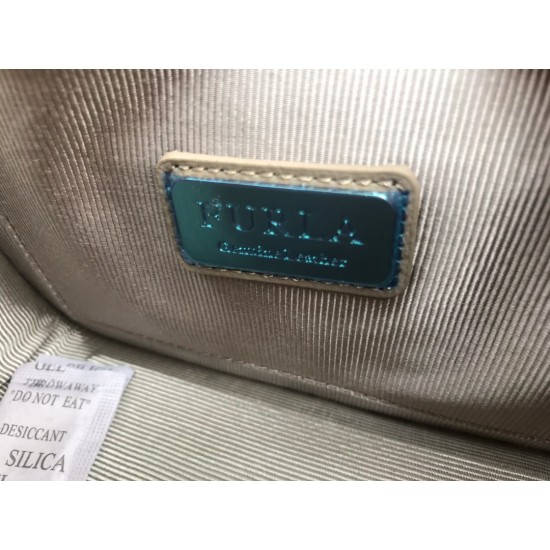 FURLA
Genuine Leather
THROWAWAY
"DO NOT EAT"
DESICCANT
SILICA